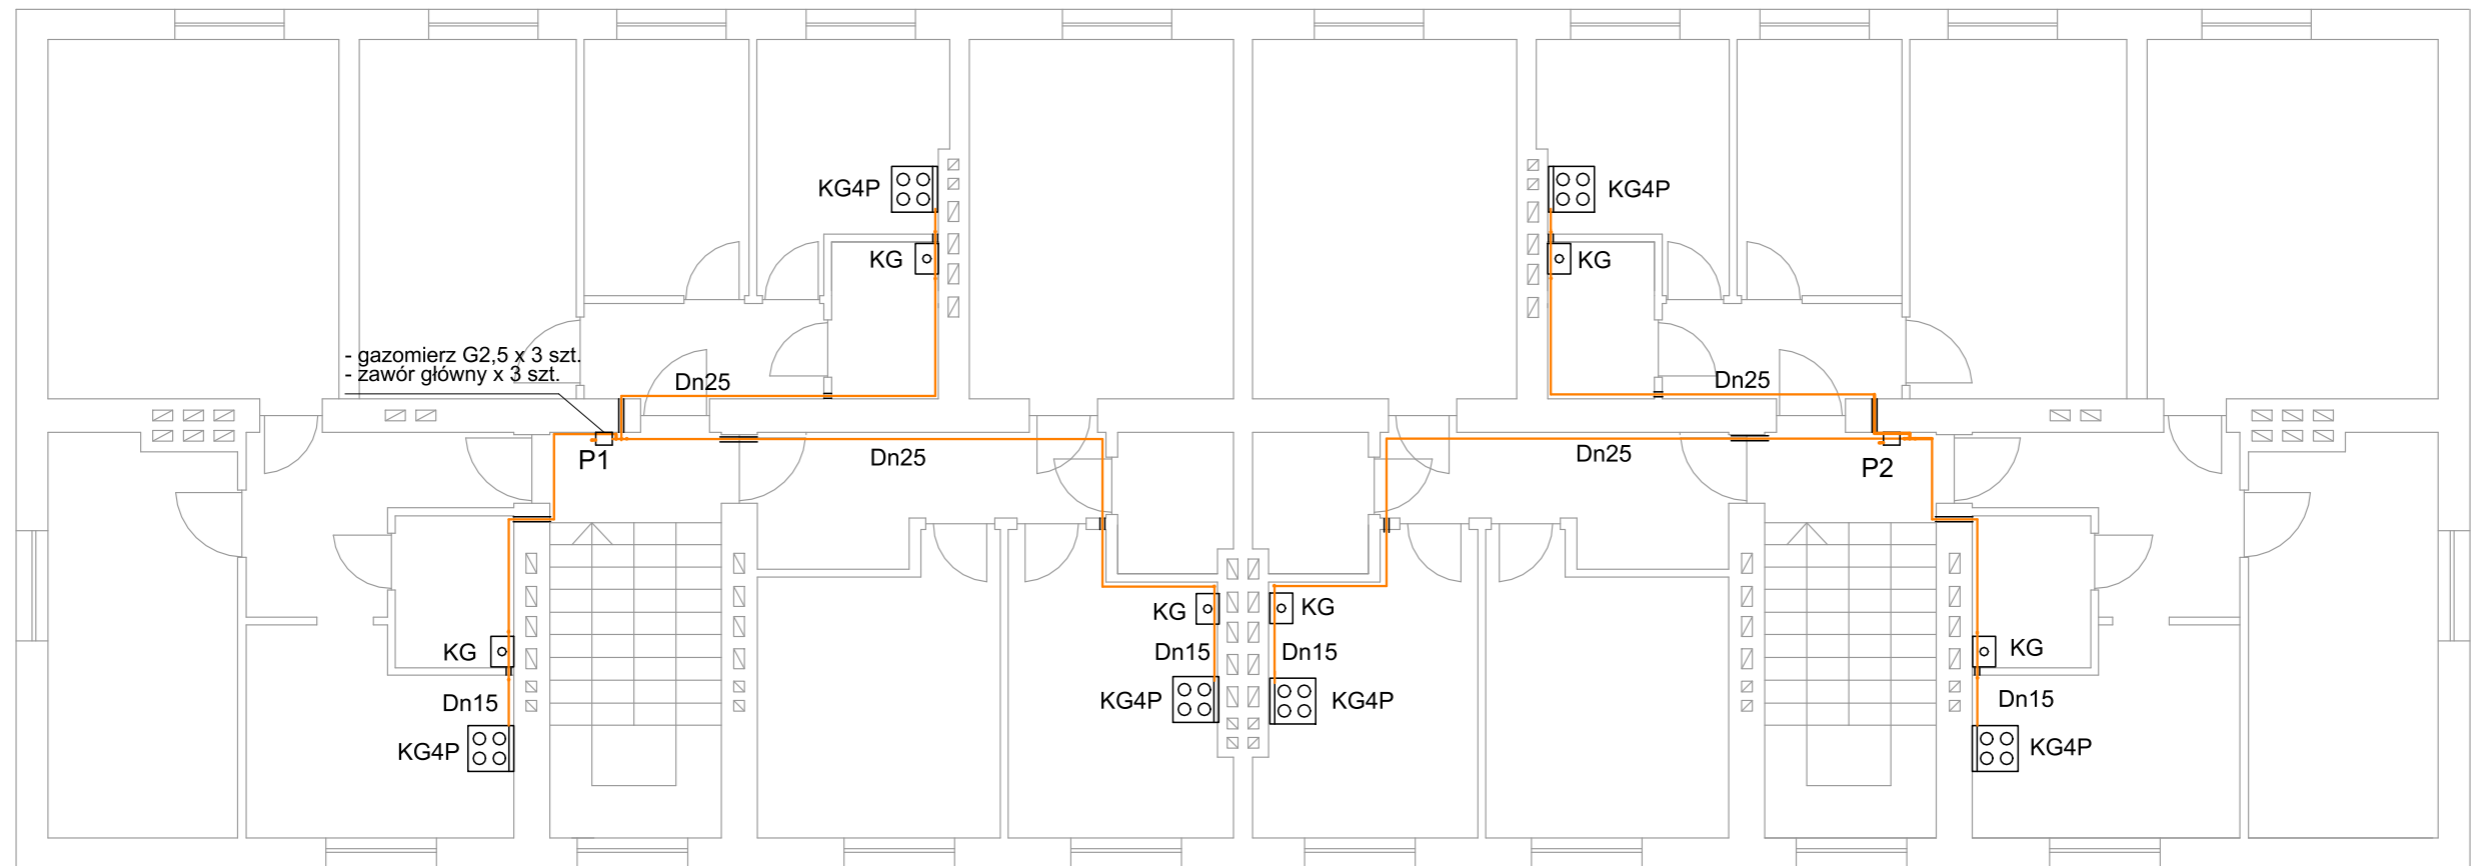 KG4P
KG4P
KG
KG
- gazomierz G2,5 x 3 szt.
- zawór główny x 3 szt.
Dn25
Dn25
P1
Dn25
Dn25
P2
KG
KG
KG
KG
Dn15
Dn15
Dn15
Dn15
KG4P
KG4P
KG4P
KG4P